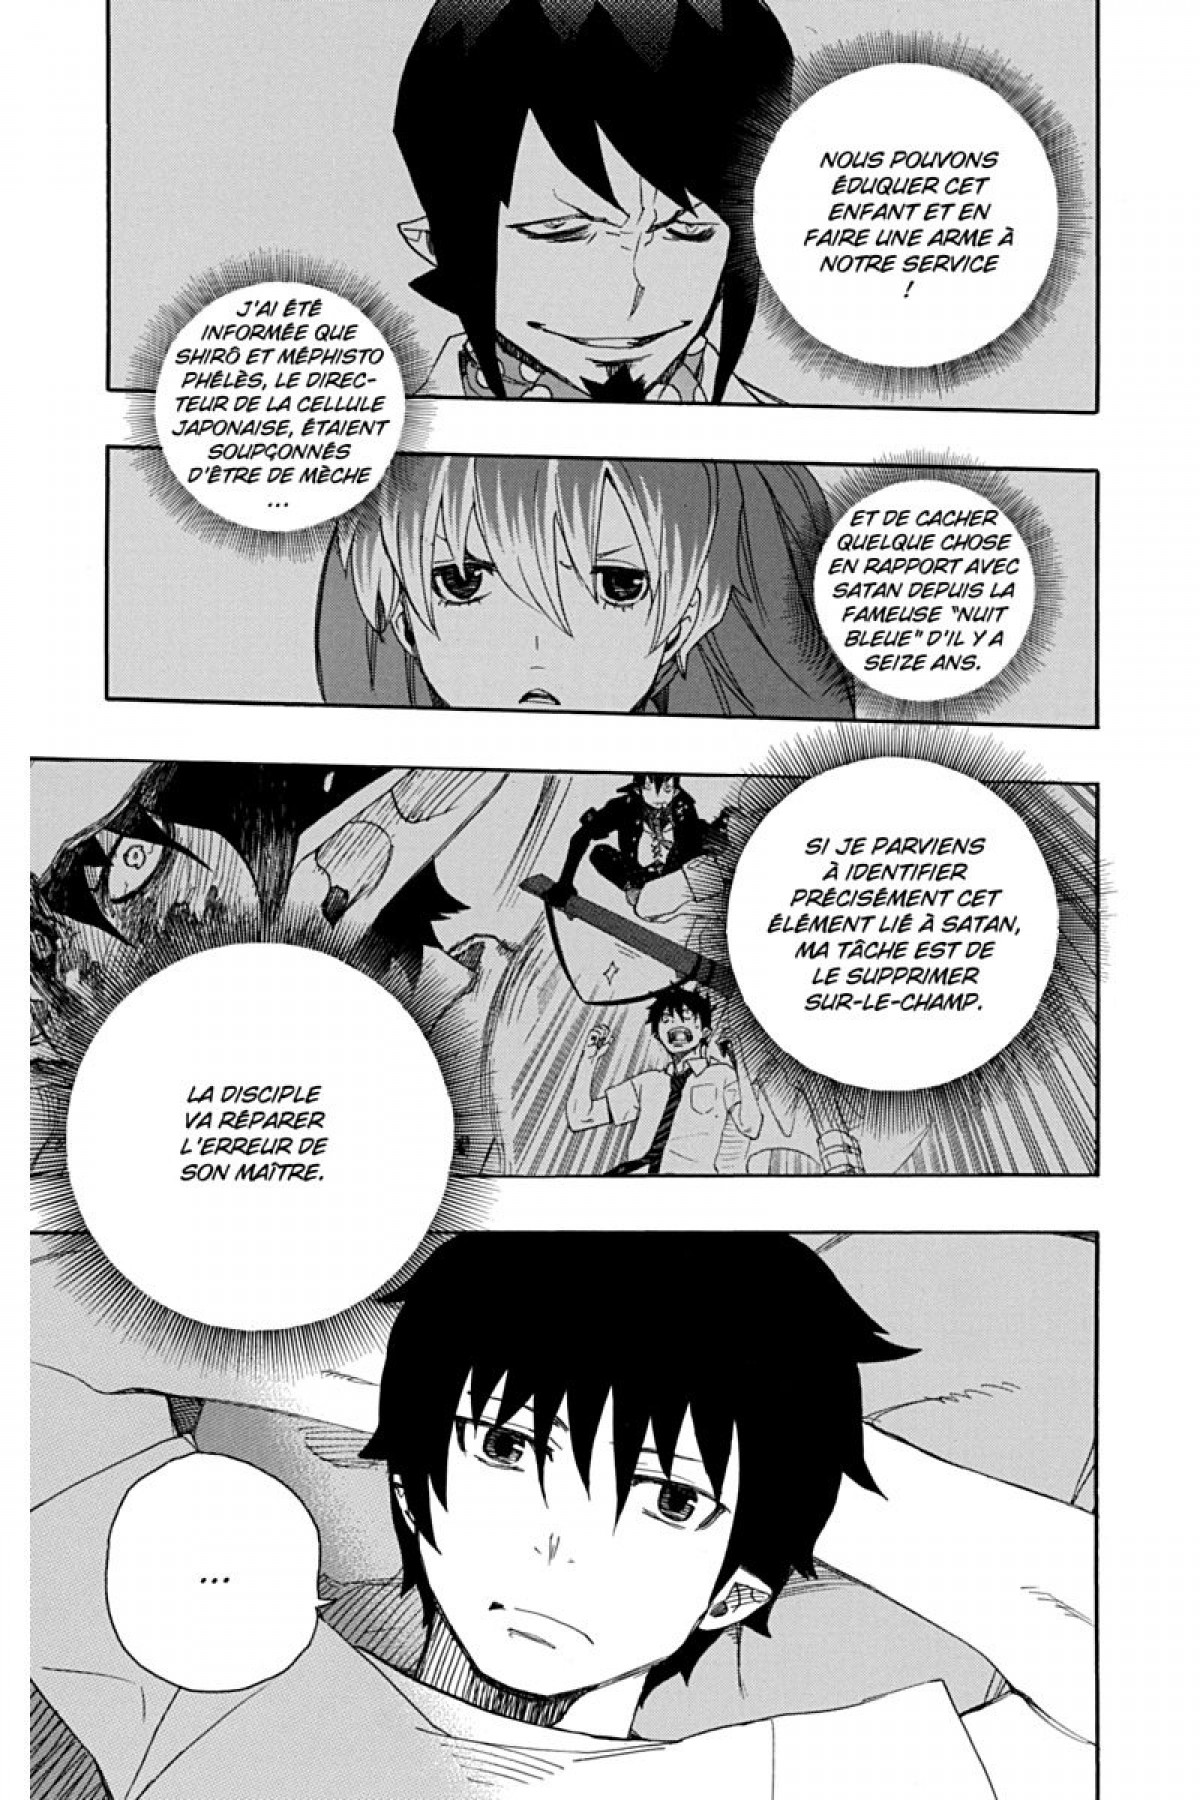 NOUS POUVONS
ÉDUQUER CET
ENFANT ET EN
FAIRE UNE ARME À
NOTRE SERVICE
!
J'AI ÉTÉ
INFORMÉE QUE
SHIRÔ ET MÉPHISTO
PHÉLÈS, LE DIREC-
TEUR DE LA CELLULE
JAPONAISE, ÉTAIENT
SOUPÇONNÉS
D'ÊTRE DE MÈCHE
...
ET DE CACHER
QUELQUE CHOSE
EN RAPPORT AVEC
SATAN DEPUIS LA
FAMEUSE "NUIT
BLEUE" D'IL Y A
SEIZE ANS.
SI JE PARVIENS
À IDENTIFIER
PRÉCISÉMENT CET
ÉLÉMENT LIÉ À SATAN,
MA TÂCHE EST DE
LE SUPPRIMER
SUR-LE-CHAMP.
LA DISCIPLE
VA RÉPARER
L'ERREUR DE
SON MAÎTRE.
...